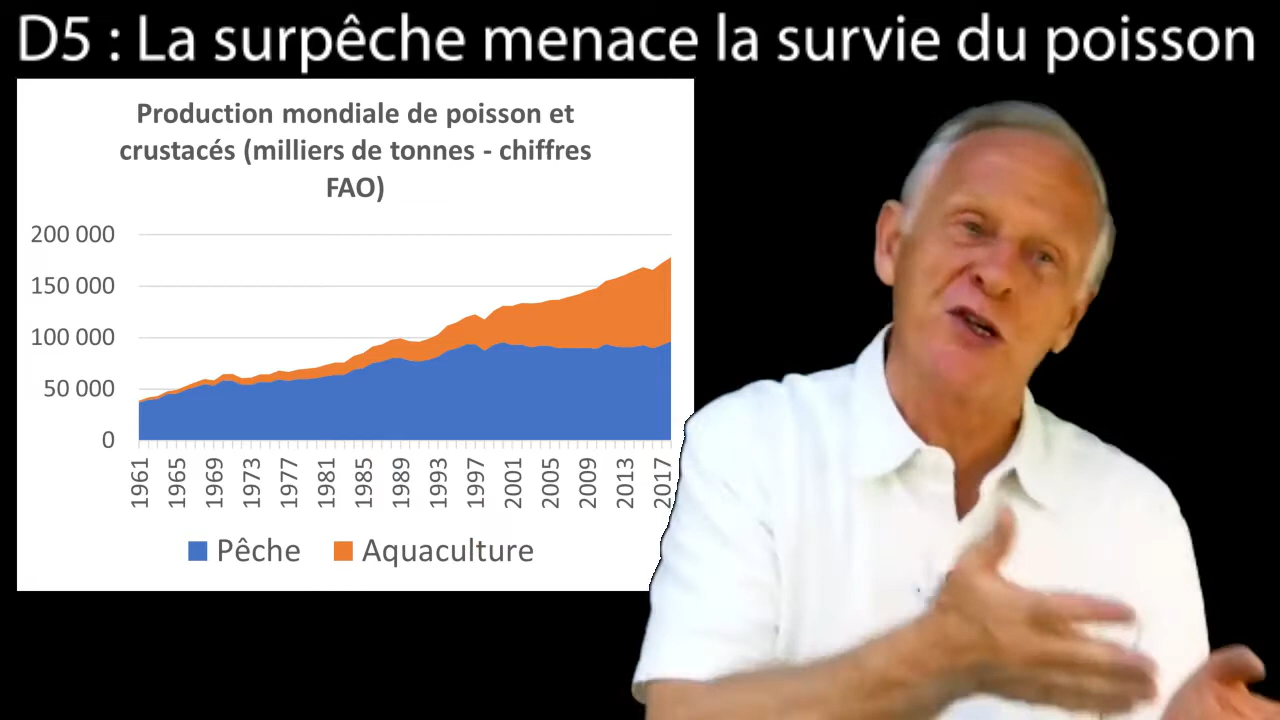 D5 : La surpêche menace la survie du poisson
Production mondiale de poisson et
crustacés (milliers de tonnes - chiffres
FAO)
200 000
150 000
100 000
50 000
0
1961 1965 1969 1973 1977 1981 1985 1989 1993 1997 2001 2005 2009 2013 2017
Pêche Aquaculture